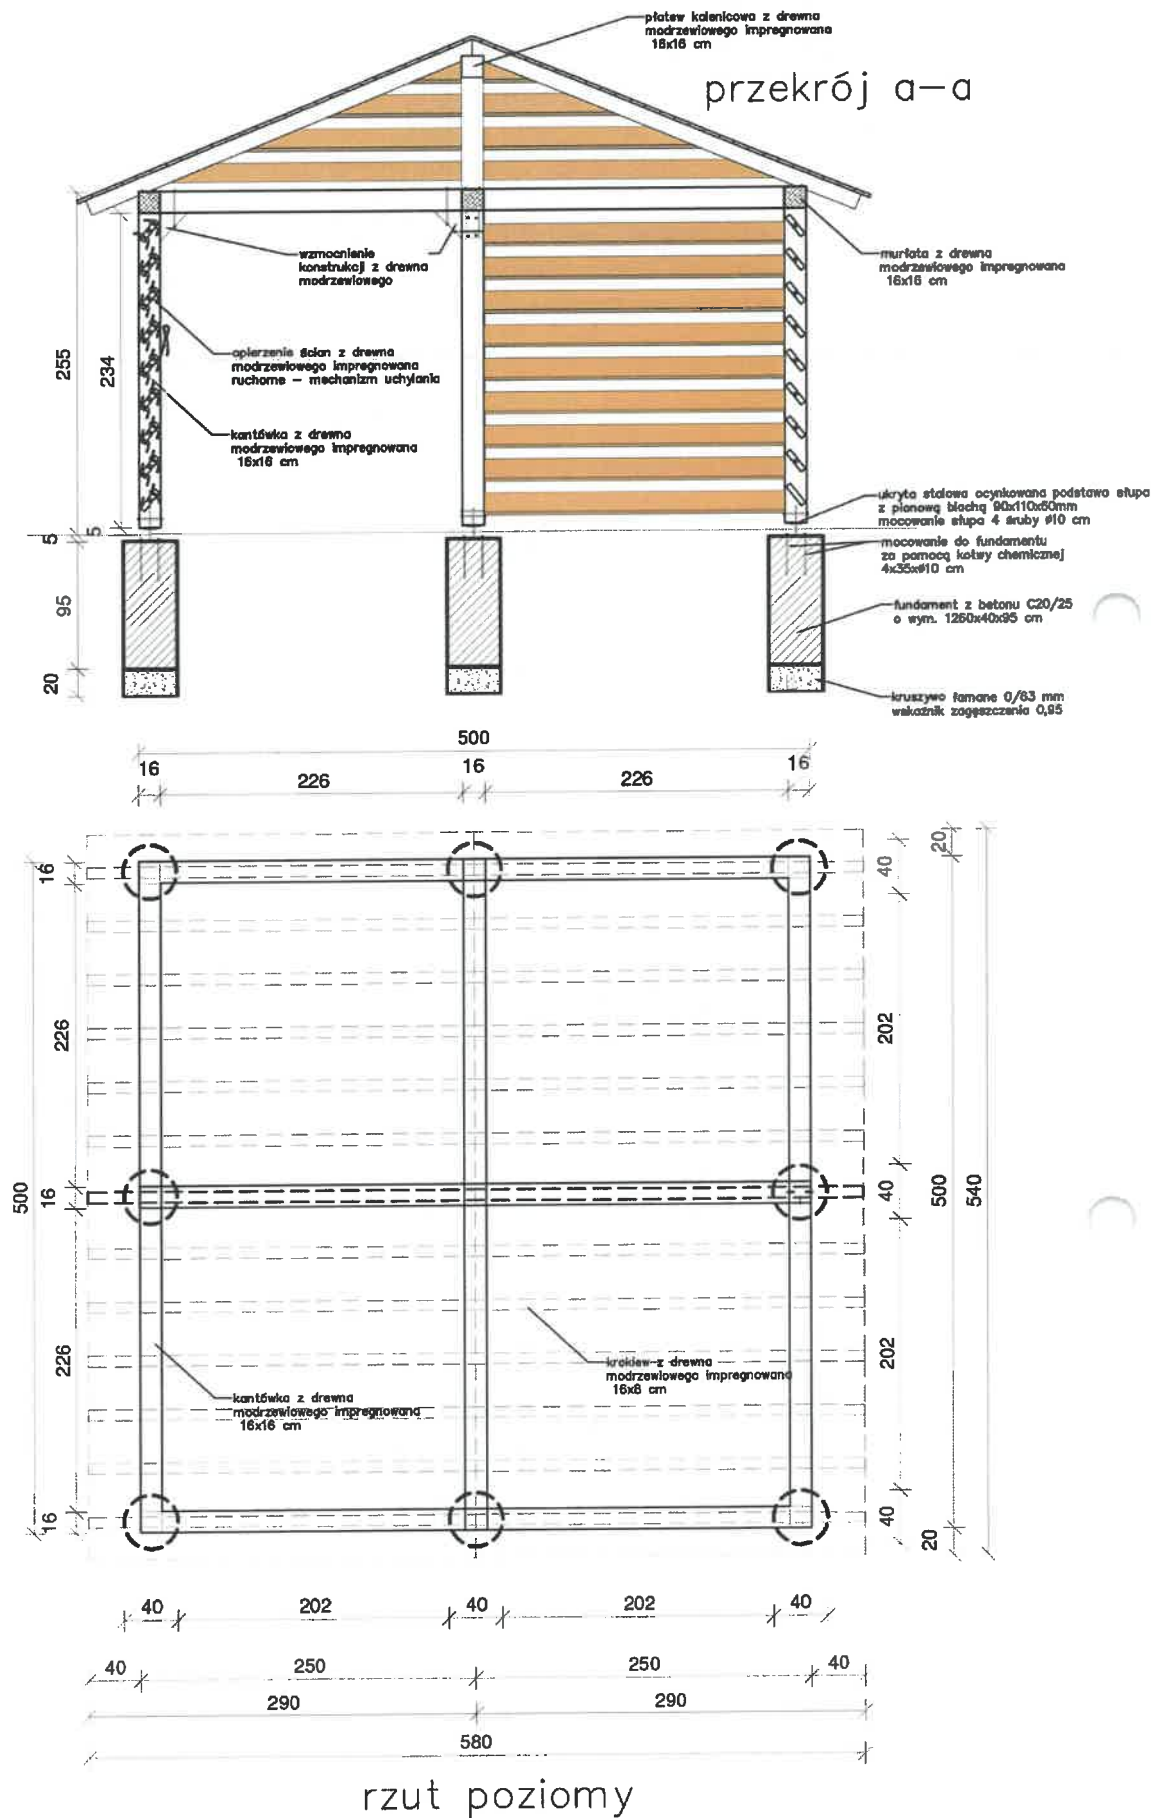 płatew kalenicowa z drewna
modrzewiowego impregnowana
16x16 cm
przekrój a-a
wzmocnienie
konstrukcji z drewna
modrzewiowego
murłata z drewna
modrzewiowego impregnowana
16x16 cm
255
234
opierzenie ścian z drewna
modrzewiowego impregnowana
ruchome - mechanizm uchylania
kantówka z drewna
modrzewiowego impregnowana
16x16 cm
ukryta stalowa ocynkowana podstawa słupa
z pionową blachą 90x110x60mm
mocowanie słupa 4 śruby #10 cm
5
5
mocowanie do fundamentu
za pomocą kotwy chemicznej
4x35x#10 cm
95
fundament z betonu C20/25
o wym. 1260x40x95 cm
20
kruszywo łamane 0/63 mm
wskaźnik zagęszczenia 0,95
500
16
16
16
226
226
20
16
40
226
202
500
16
40
500
540
226
202
krokiew z drewna
modrzewiowego impregnowana
16x8 cm
kantówka z drewna
modrzewiowego impregnowana
16x16 cm
16
40
20
40
202
40
202
40
40
250
250
40
290
290
580
rzut poziomy